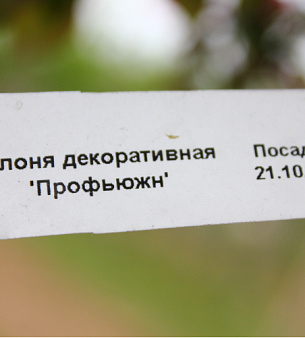 лоня декоративная
'Профьюжн'
Посад
21.10